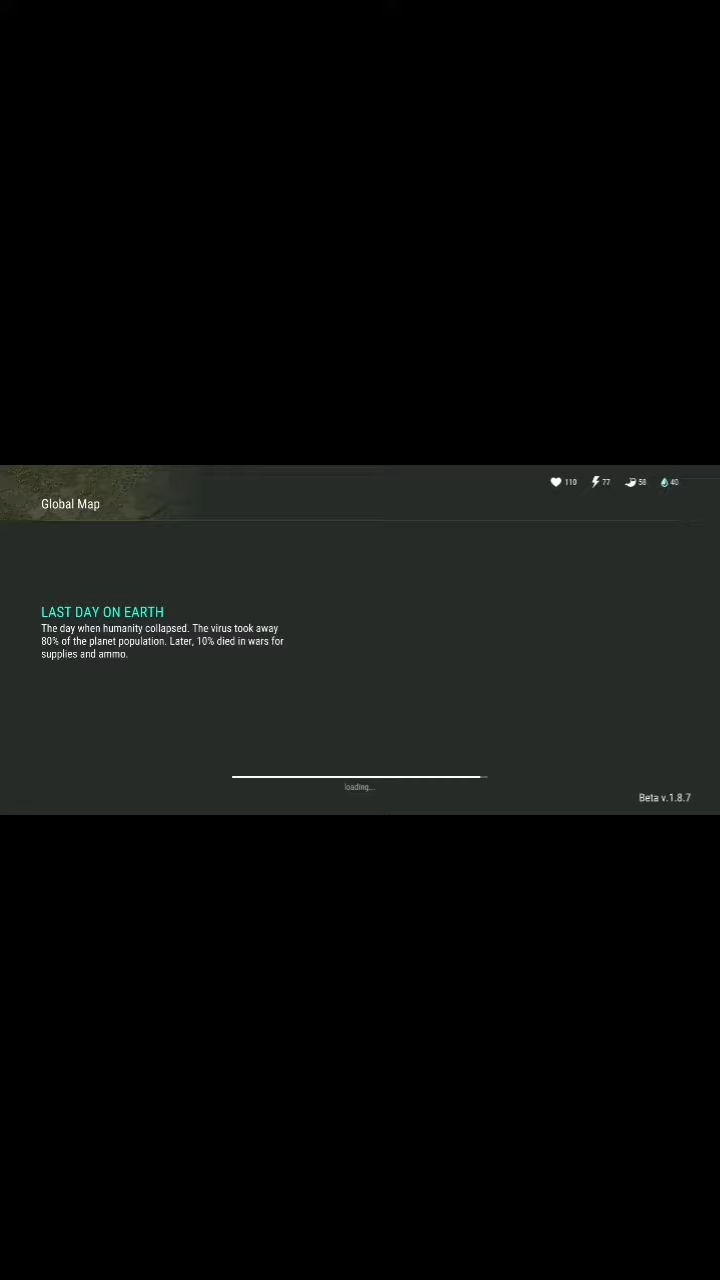 110 77 58 40
Global Map
LAST DAY ON EARTH
The day when humanity collapsed. The virus took away
80% of the planet population. Later, 10% died in wars for
supplies and ammo.
loading...
Beta v.1.8.7